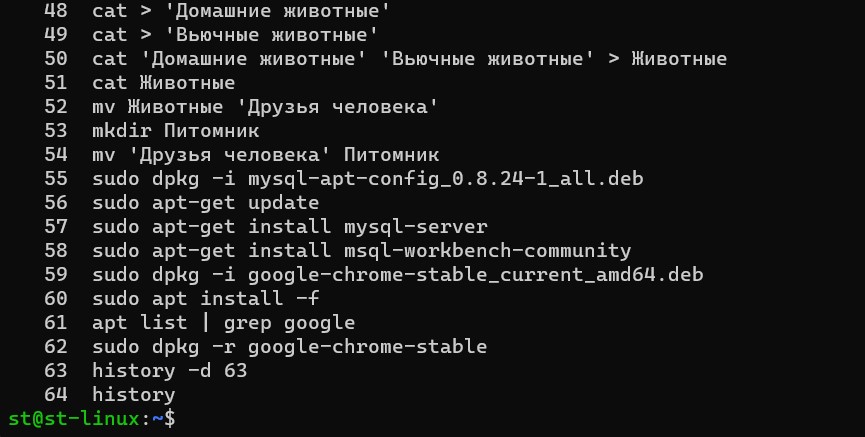 48 cat > 'Домашние животные'
49 cat > 'Вьючные животные'
50 cat 'Домашние животные' 'Вьючные животные' > Животные
51 cat Животные
52 mv Животные 'Друзья человека'
53 mkdir Питомник
54 mv 'Друзья человека' Питомник
55 sudo dpkg -i mysql-apt-config_0.8.24-1_all.deb
56 sudo apt-get update
57 sudo apt-get install mysql-server
58 sudo apt-get install msql-workbench-community
59 sudo dpkg -i google-chrome-stable_current_amd64.deb
60 sudo apt install -f
61 apt list | grep google
62 sudo dpkg -r google-chrome-stable
63 history -d 63
64 history
st@st-linux:~$